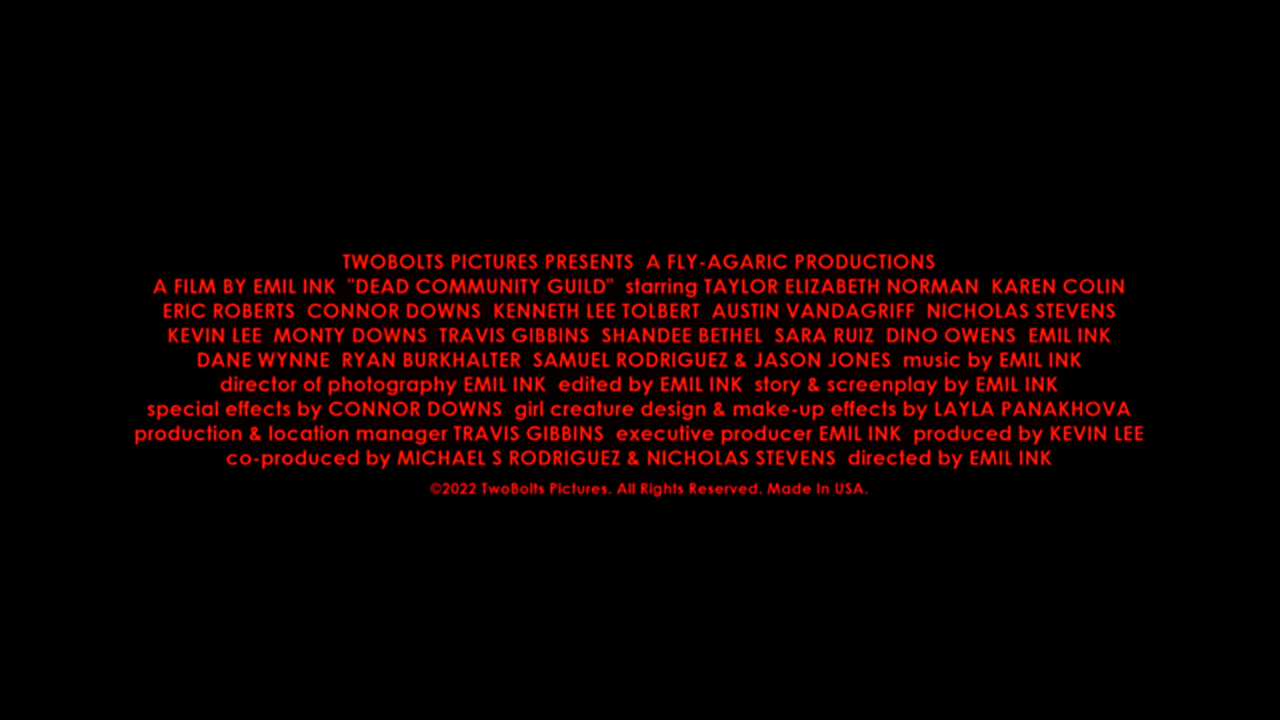 TWOBOLTS PICTURES PRESENTS A FLY-AGARIC PRODUCTIONS
A FILM BY EMIL INK "DEAD COMMUNITY GUILD" starring TAYLOR ELIZABETH NORMAN KAREN COLIN
ERIC ROBERTS CONNOR DOWNS KENNETH LEE TOLBERT AUSTIN VANDAGRIFF NICHOLAS STEVENS
KEVIN LEE MONTY DOWNS TRAVIS GIBBINS SHANDEE BETHEL SARA RUIZ DINO OWENS EMIL INK
DANE WYNNE RYAN BURKHALTER SAMUEL RODRIGUEZ & JASON JONES music by EMIL INK
director of photography EMIL INK edited by EMIL INK story & screenplay by EMIL INK
special effects by CONNOR DOWNS girl creature design & make-up effects by LAYLA PANAKHOVA
production & location manager TRAVIS GIBBINS executive producer EMIL INK produced by KEVIN LEE
co-produced by MICHAEL S RODRIGUEZ & NICHOLAS STEVENS directed by EMIL INK
©2022 TwoBolts Pictures. All Rights Reserved. Made In USA.